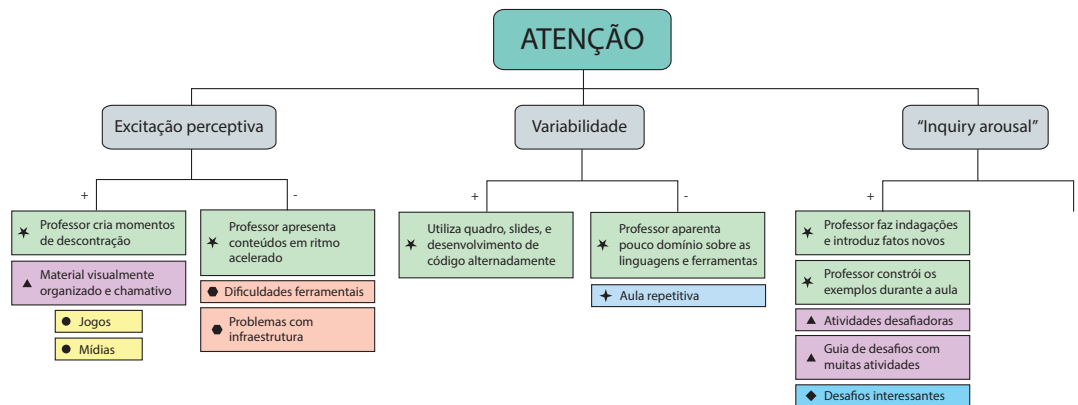 ATENÇÃO
Excitação perceptiva
Variabilidade
“Inquiry arousal”
+
-
+
-
+
Professor cria momentos
de descontração
Material visualmente
organizado e chamativo
Jogos
Mídias
Professor apresenta
conteúdos em ritmo
acelerado
Dificuldades ferramentais
Problemas com
infraestrutura
Utiliza quadro, slides, e
desenvolvimento de
código alternadamente
Professor aparenta
pouco domínio sobre as
linguagens e ferramentas
Aula repetitiva
Professor faz indagações
e introduz fatos novos
Professor constrói os
exemplos durante a aula
Atividades desafiadoras
Guia de desafios com
muitas atividades
Desafios interessantes